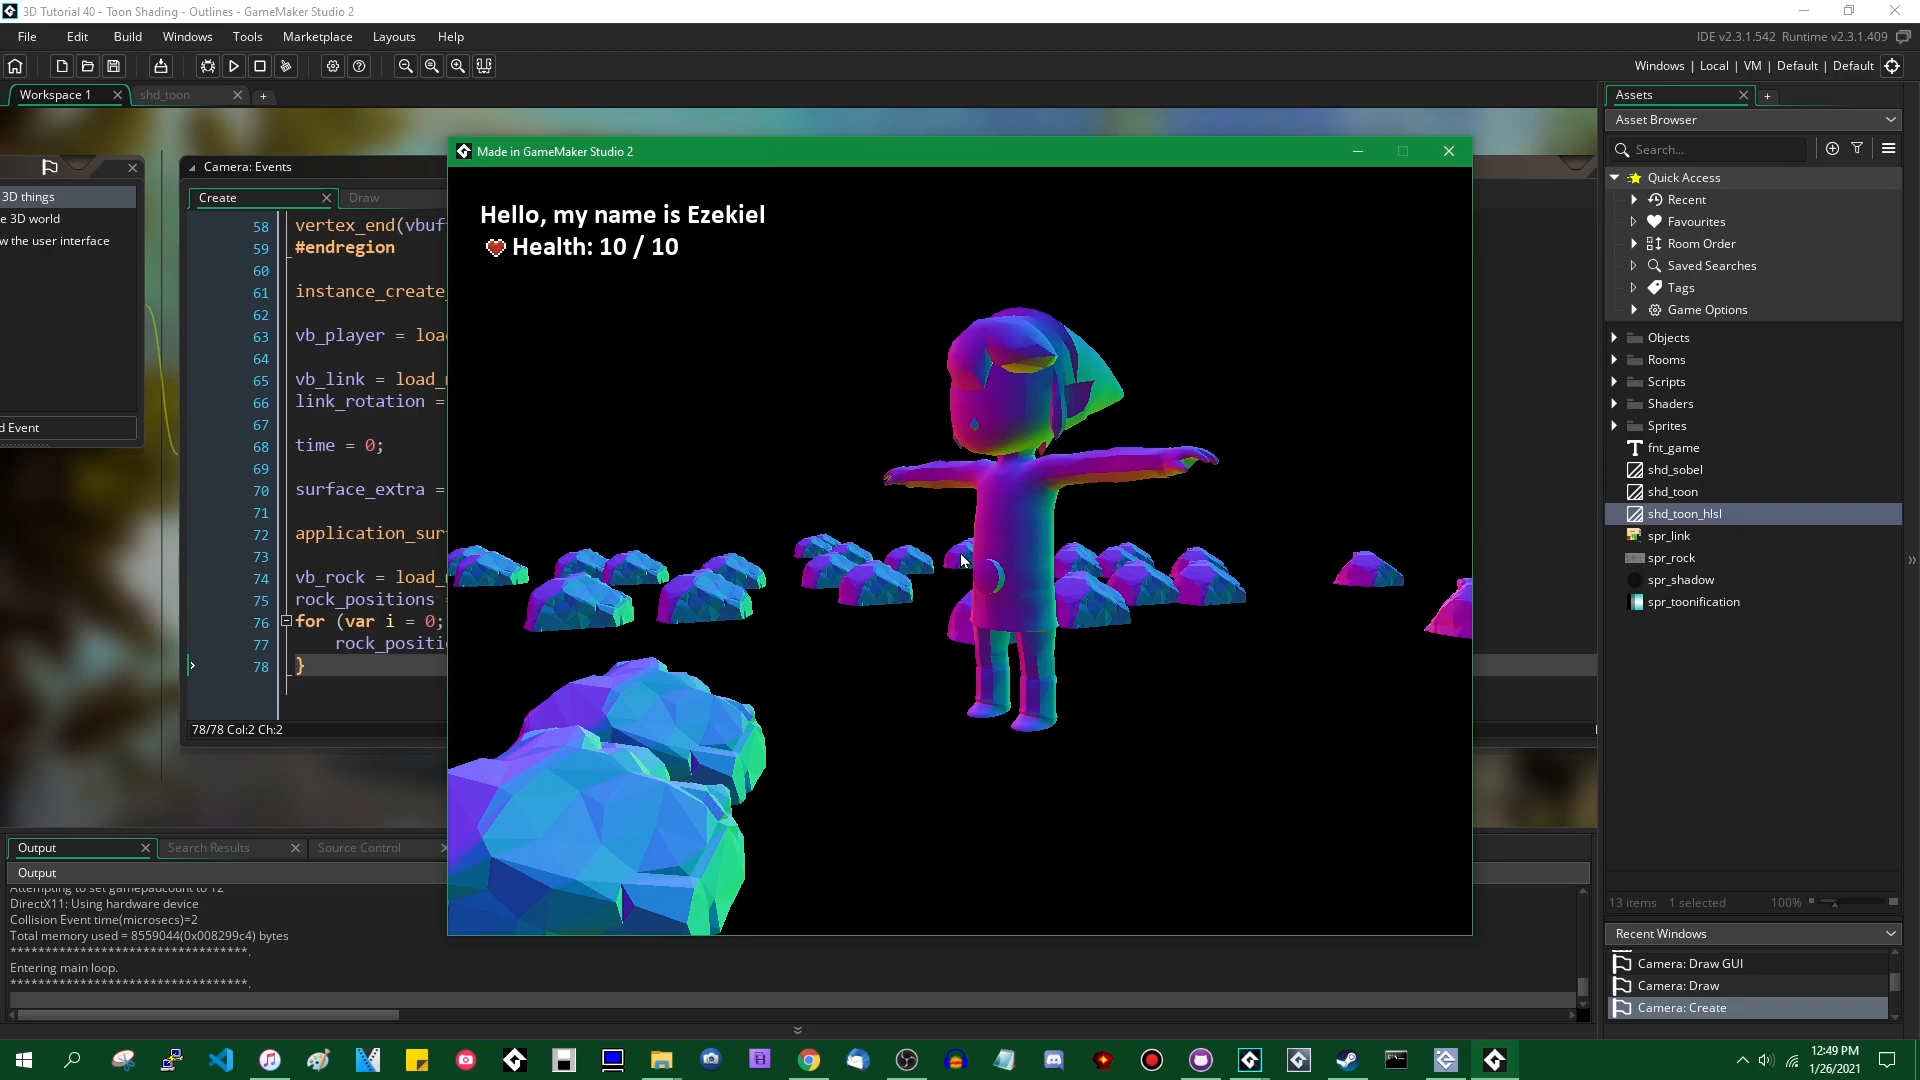 3D Tutorial 40 - Toon Shading - Outlines - GameMaker Studio 2
File Edit Build Windows Tools Marketplace Layouts Help
IDE v2.3.1.542 Runtime v2.3.1.409
Windows | Local | VM | Default | Default
Workspace 1
shd_toon
3D things
e 3D world
w the user interface
d Event
Camera: Events
Create
Draw
58 vertex_end(vbuf
59 #endregion
60
61 instance_create_
62
63 vb_player = loa
64
65 vb_link = load_
66 link_rotation =
67
68 time = 0;
69
70 surface_extra =
71
72 application_sur
73
74 vb_rock = load_
75 rock_positions
76 for (var i = 0;
77 rock_positi
78 }
78/78 Col:2 Ch:2
Made in GameMaker Studio 2
Hello, my name is Ezekiel
Health: 10 / 10
Output
Search Results
Source Control
Output
Attempting to set gamepadcount to 12
DirectX11: Using hardware device
Collision Event time(microsecs)=2
Total memory used = 8559044(0x008299c4) bytes
**********************************.
Entering main loop.
**********************************.
Assets
Asset Browser
Search...
Quick Access
Recent
Favourites
Room Order
Saved Searches
Tags
Game Options
Objects
Rooms
Scripts
Shaders
Sprites
fnt_game
shd_sobel
shd_toon
shd_toon_hlsl
spr_link
spr_rock
spr_shadow
spr_toonification
13 items 1 selected 100%
Recent Windows
Camera: Draw GUI
Camera: Draw
Camera: Create
12:49 PM
1/26/2021